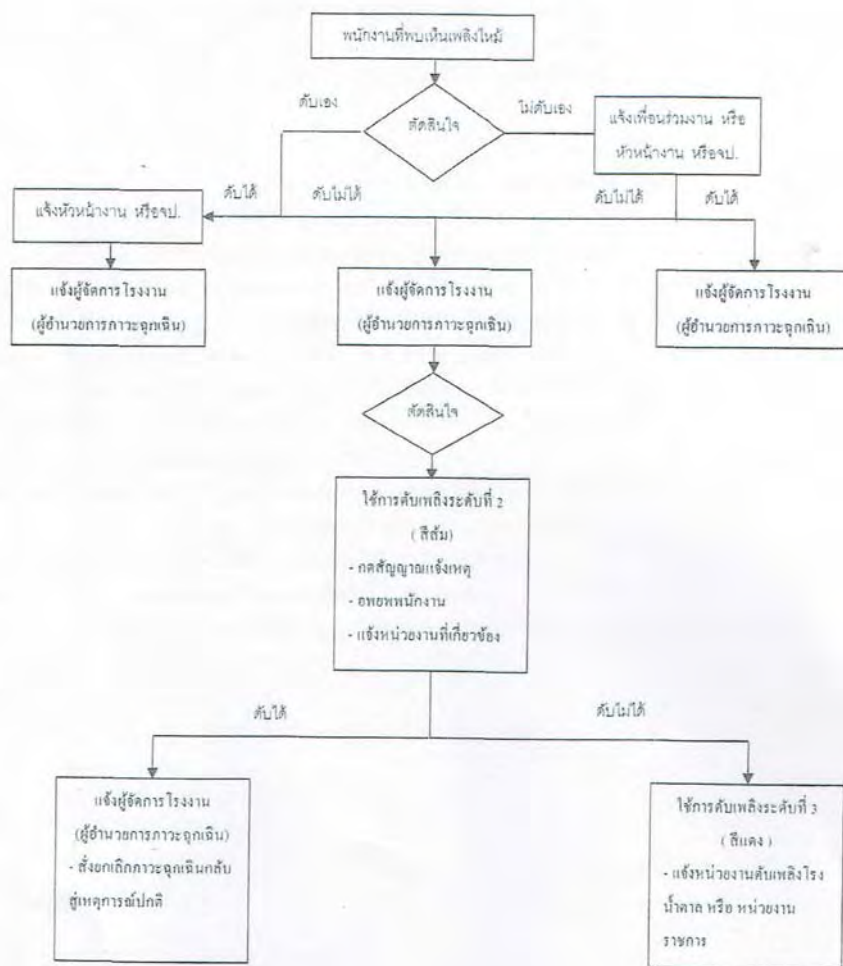 พนักงานที่พบเห็นเพลิงไหม้
ดับเอง
ตัดสินใจ
ไม่ดับเอง
แจ้งเพื่อนร่วมงาน หรือ
หัวหน้างาน หรือจป.
แจ้งหัวหน้างาน หรือจป.
ดับได้
ดับไม่ได้
ดับไม่ได้
ดับได้
แจ้งผู้จัดการโรงงาน
(ผู้อำนวยการภาวะฉุกเฉิน)
แจ้งผู้จัดการโรงงาน
(ผู้อำนวยการภาวะฉุกเฉิน)
แจ้งผู้จัดการโรงงาน
(ผู้อำนวยการภาวะฉุกเฉิน)
ตัดสินใจ
ใช้การดับเพลิงระดับที่ 2
( สีส้ม)
- กดสัญญาณแจ้งเหตุ
- อพยพพนักงาน
- แจ้งหน่วยงานที่เกี่ยวข้อง
ดับได้
ดับไม่ได้
แจ้งผู้จัดการโรงงาน
(ผู้อำนวยการภาวะฉุกเฉิน)
- สั่งยกเลิกภาวะฉุกเฉินกลับ
สู่เหตุการณ์ปกติ
ใช้การดับเพลิงระดับที่ 3
( สีแดง )
- แจ้งหน่วยงานดับเพลิงโรง
น้ำตาล หรือ หน่วยงาน
ราชการ